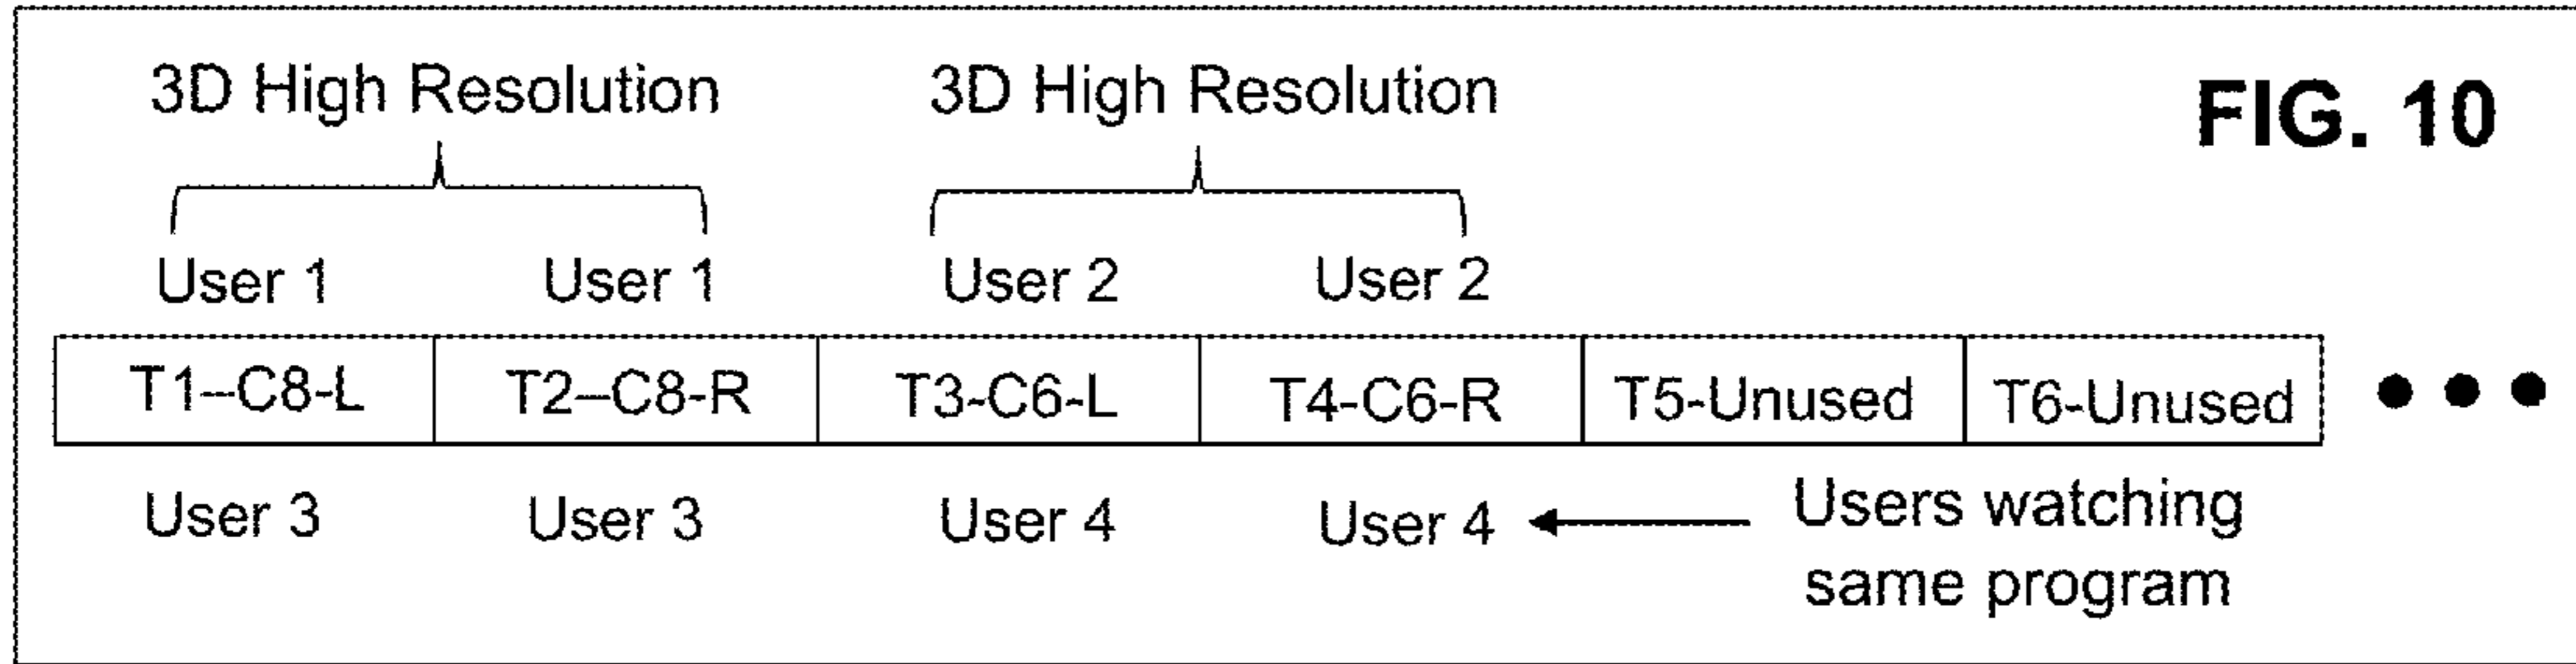 3D High Resolution 3D High Resolution FIG. 10
User 1 User 1 User 2 User 2
T1--C8-L T2–C8-R T3-C6-L T4-C6-R T5-Unused T6-Unused
User 3 User 3 User 4 User 4 Users watching
same program